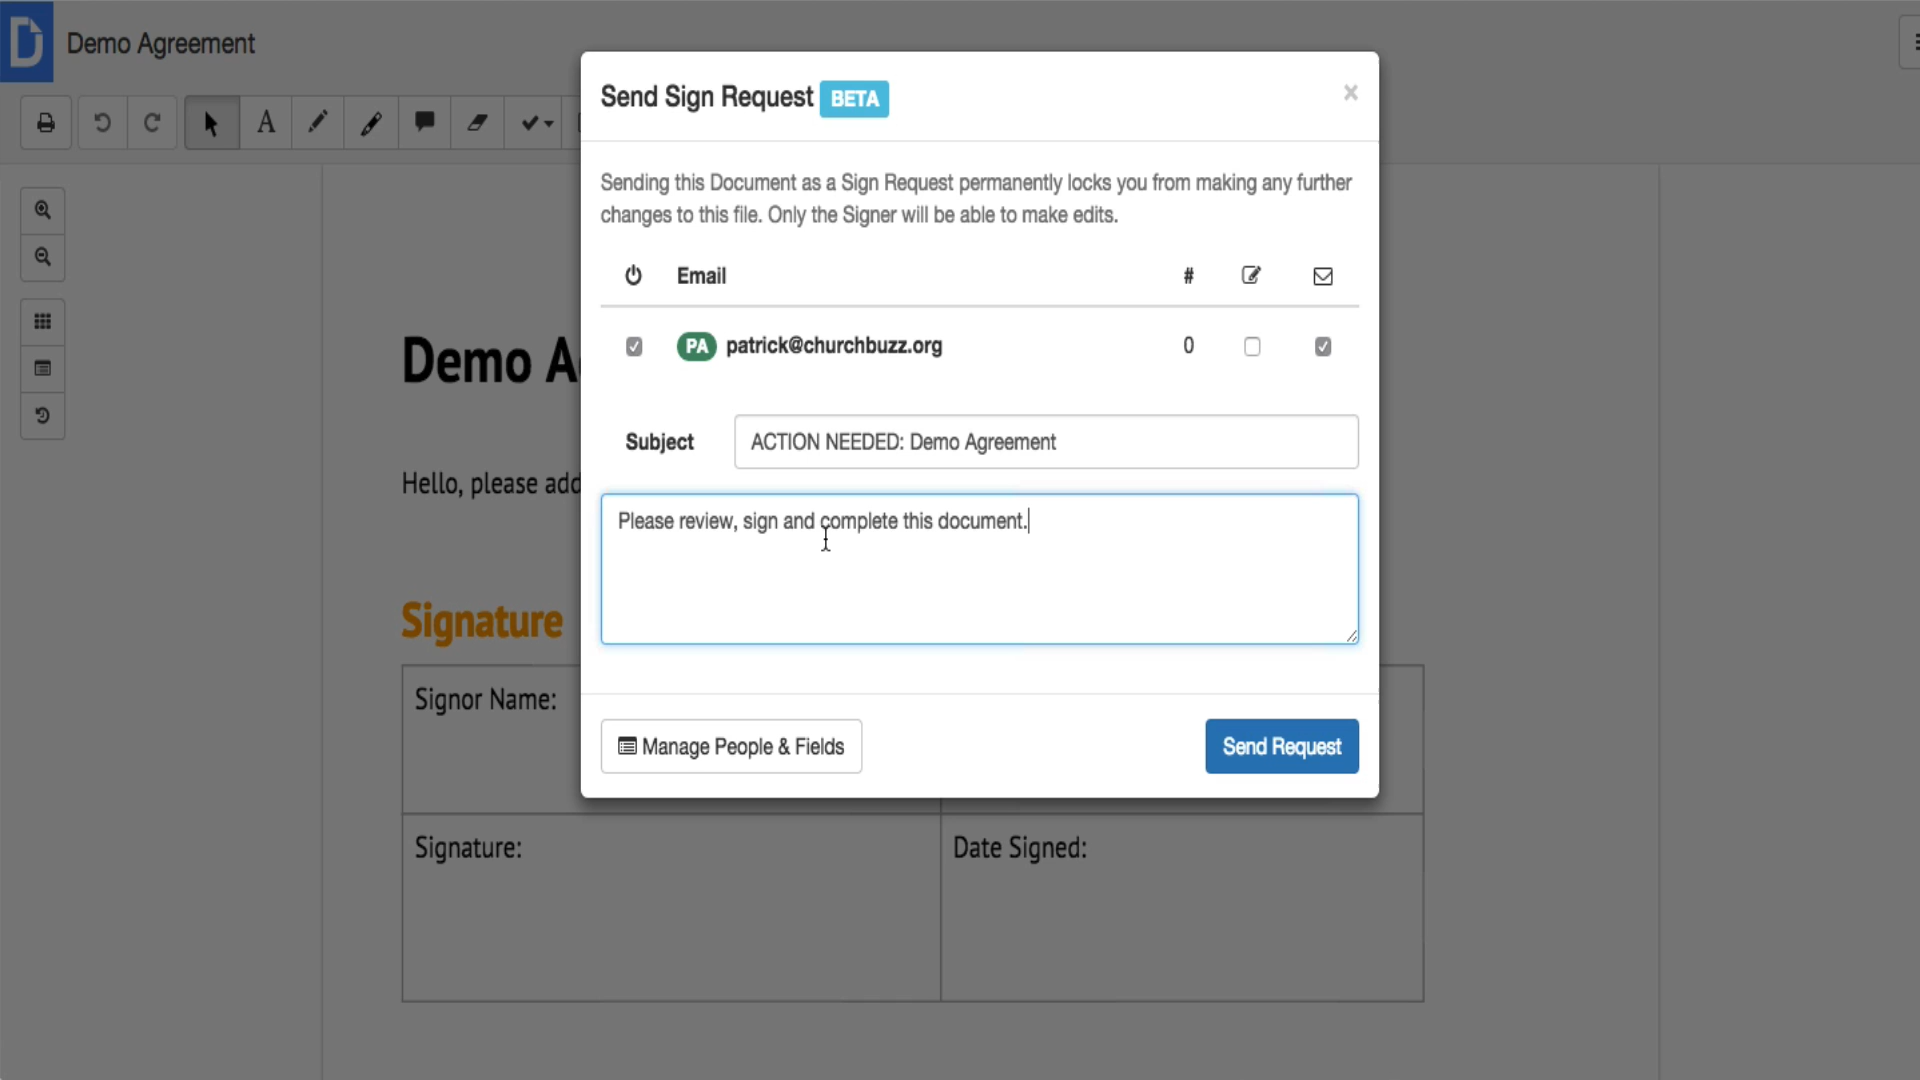 Demo Agreement
Send Sign Request BETA
×
A
Sending this Document as a Sign Request permanently locks you from making any further
changes to this file. Only the Signer will be able to make edits.
Email #
PA patrick@churchbuzz.org 0
Subject ACTION NEEDED: Demo Agreement
Please review, sign and complete this document.
Manage People & Fields Send Request
Demo A
Hello, please add
Signature
Signor Name:
Signature: Date Signed: